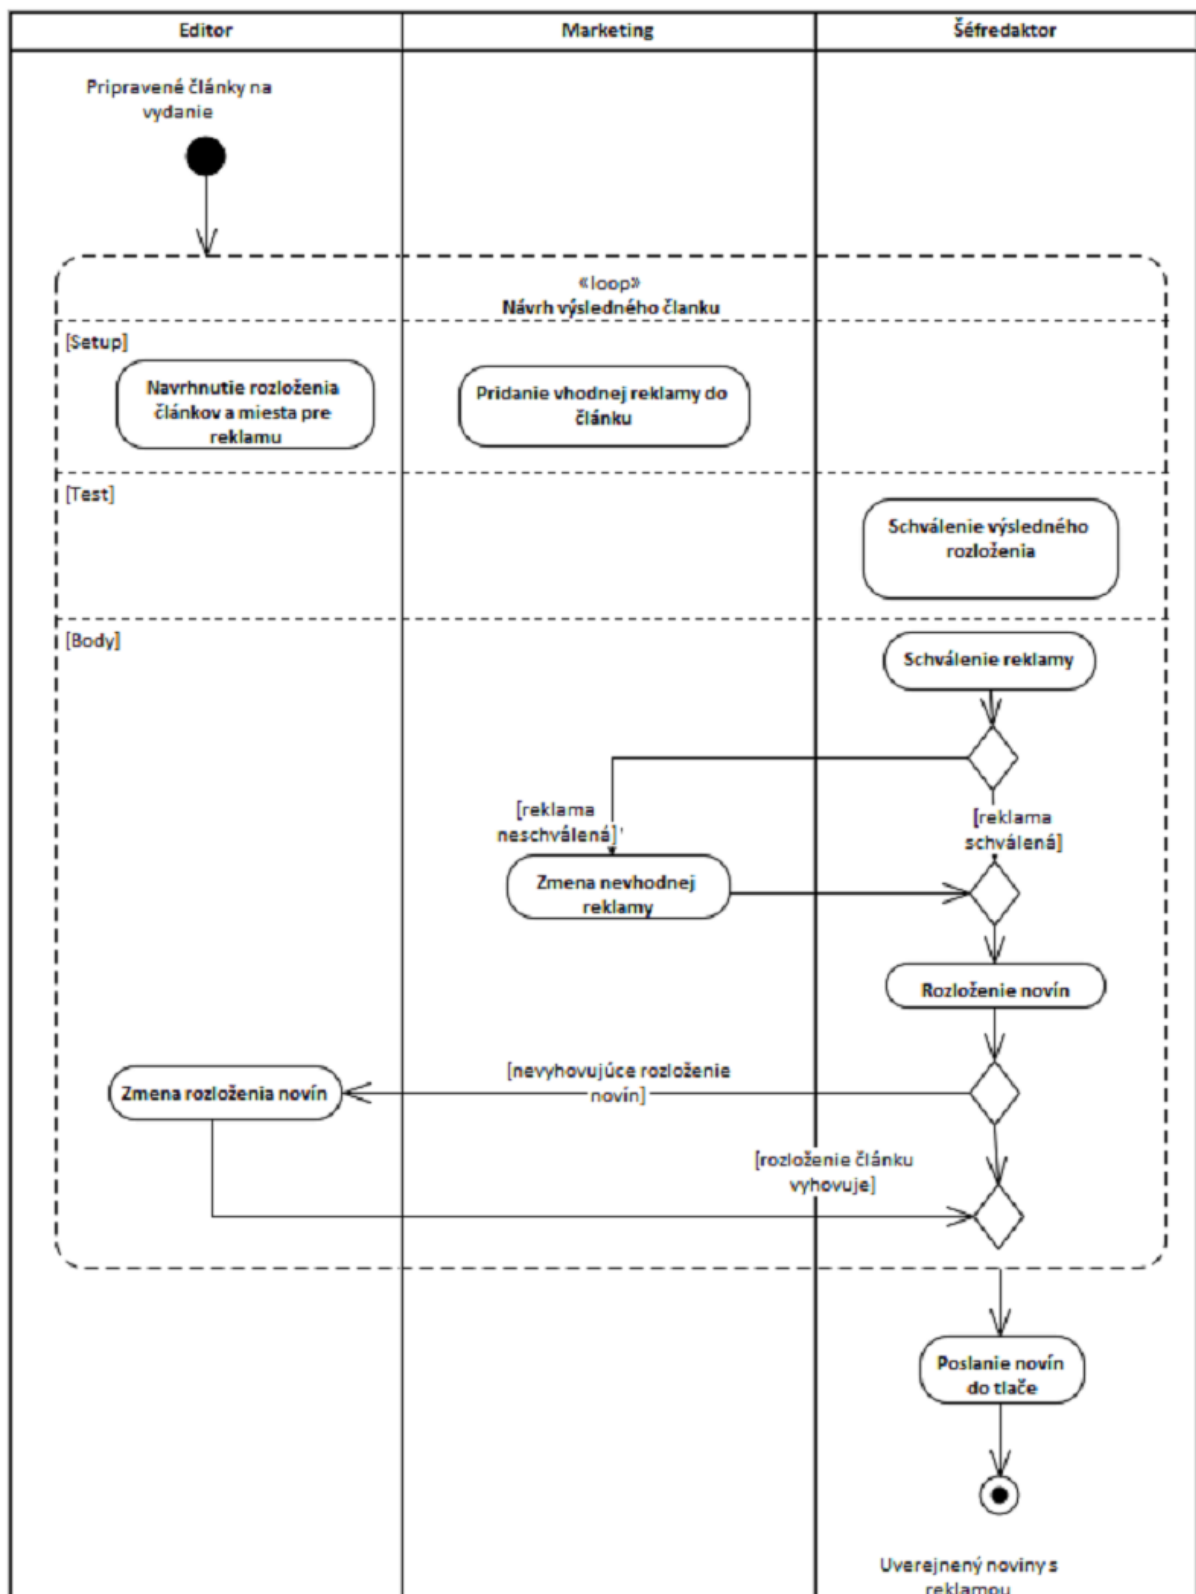 Editor
Marketing
Šéfredaktor
Pripravené články na
vydanie
«loop»
Návrh výsledného članku
[Setup]
Navrhnutie rozloženia
článkov a miesta pre
reklamu
Pridanie vhodnej reklamy do
článku
[Test]
Schválenie výsledného
rozloženia
[Body]
Schválenie reklamy
[reklama
neschválená]
[reklama
schválená]
Zmena nevhodnej
reklamy
Rozloženie novín
[nevyhovujúce rozloženie
novín]
Zmena rozloženia novín
[rozloženie článku
vyhovuje]
Poslanie novín
do tlače
Uverejnený noviny s
reklamou